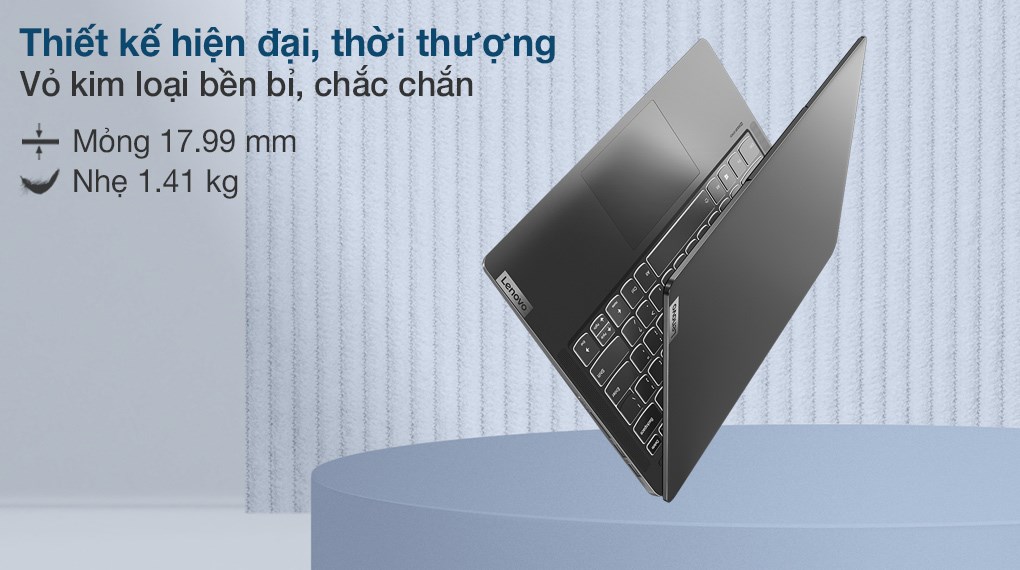 Thiết kế hiện đại, thời thượng
Vỏ kim loại bền bỉ, chắc chắn
Mỏng 17.99 mm
Nhẹ 1.41 kg
Lenovo
Lenovo